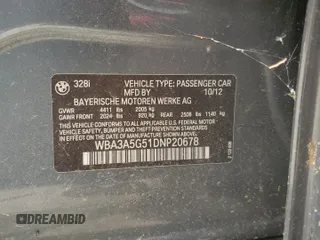 328i
VEHICLE TYPE: PASSENGER CAR
MFD BY 10/12
BAYERISCHE MOTOREN WERKE AG
GVWR 4411 lbs 2005 kg
GAWR FRONT 2024 lbs 920 kg REAR 2528 lbs 1140 kg
THIS VEHICLE CONFORMS TO ALL APPLICABLE
FEDERAL MOTOR VEHICLE SAFETY, BUMPER, AND
THEFT PREVENTION STANDARDS IN EFFECT ON THE
DATE OF MANUFACTURE SHOWN ABOVE.
WBA3A5G51DNP20678
DREAMBID